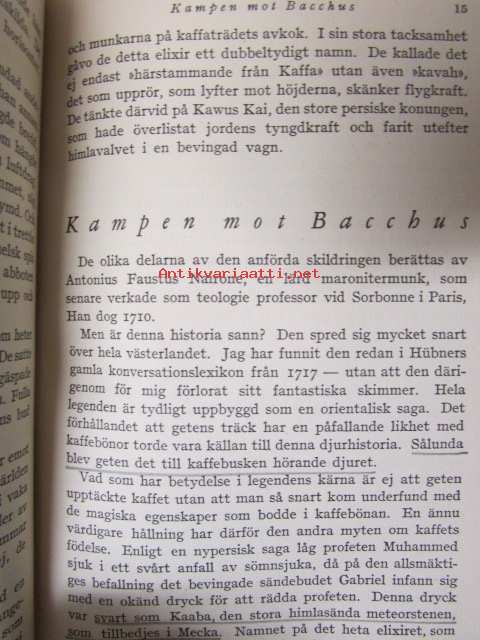 Kampen mot Bacchus 15
och munkarna på kaffaträdets avkok. I sin stora tacksamhet
gåvo de detta elixir ett dubbeltydigt namn. De kallade det
ej endast »härstammande från Kaffa» utan även »kavah»,
det som uppror, som lyfter mot höjderna, skänker flygkraft.
De tänkte därvid på Kawus Kai, den store persiske konungen,
som hade överlistat jordens tyngdkraft och farit utefter
himlavalvet i en bevingad vagn.
Kampen mot Bacchus
De olika delarna av den anförda skildringen berättas av
Antikvariaatti.net
Antonius Faustus Nairone, en lärd maronitermunk, som
senare verkade som teologie professor vid Sorbonne i Paris,
Han dog 1710.
Men är denna historia sann? Den spred sig mycket snart
över hela västerlandet. Jag har funnit den redan i Hübners
gamla konversationslexikon från 1717 — utan att den däri-
genom för mig förlorat sitt fantastiska skimmer. Hela
legenden är tydligt uppbyggd som en orientalisk saga. Det
förhållandet att getens träck har en påfallande likhet med
kaffebönor torde vara källan till denna djurhistoria. Sålunda
blev geten det till kaffebusken hörande djuret.
Vad som har betydelse i legendens kärna är ej att geten
upptäckte kaffet utan att man så snart kom underfund med
de magiska egenskaper som bodde i kaffebönan. En ännu
värdigare hållning har därför den andra myten om kaffets
födelse. Enligt en nypersisk saga låg profeten Muhammed
sjuk i ett svårt anfall av sömnsjuka, då på den allsmäkti-
ges befallning det bevingade sändebudet Gabriel infann sig
med en okänd dryck för att rädda profeten. Denna dryck
var svart som Kaaba, den stora himlasända meteorstenen,
som tillbedjes i Mecka. Namnet på det heta elixiret, som